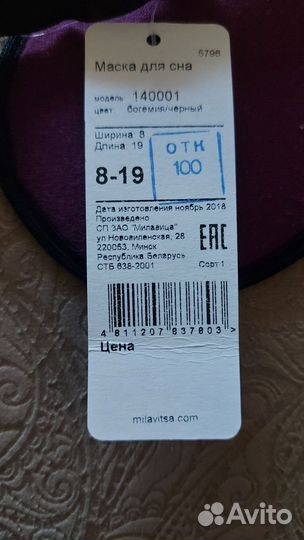 5796
Маска для сна
модель 140001
цвет: богемия/черный
Ширина 8
Длина: 19
ОТК
100
8-19
Дата изготовления ноябрь 2018
Произведено
СП ЗАО "Милавица"
ул Нововиленская, 28
220053, Минск
Республика Беларусь
СТБ 638-2001
EAC
Сорт 1
4 811207 837803 >
Цена
milavitsa.com
Avito